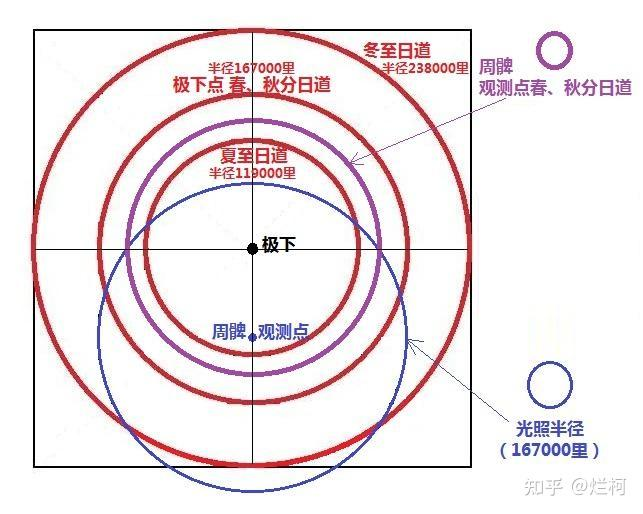 冬至日道
半径238000里
半径167000里
极下点 春、秋分日道
周髀
观测点春、秋分日道
夏至日道
半径119000里
极下
周髀 观测点
光照半径
（167000里）
知乎 @烂柯